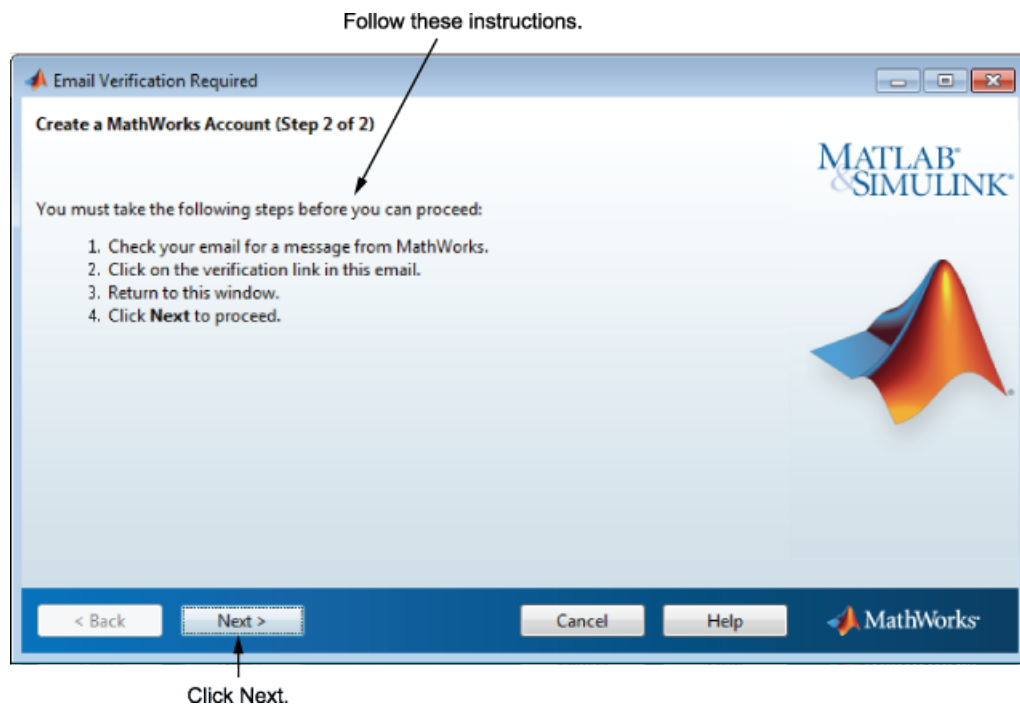 Follow these instructions.
Email Verification Required
Create a MathWorks Account (Step 2 of 2)
MATLAB®
&SIMULINK®
You must take the following steps before you can proceed:
1. Check your email for a message from MathWorks.
2. Click on the verification link in this email.
3. Return to this window.
4. Click Next to proceed.
®
< Back Next > Cancel Help MathWorks®
Click Next.